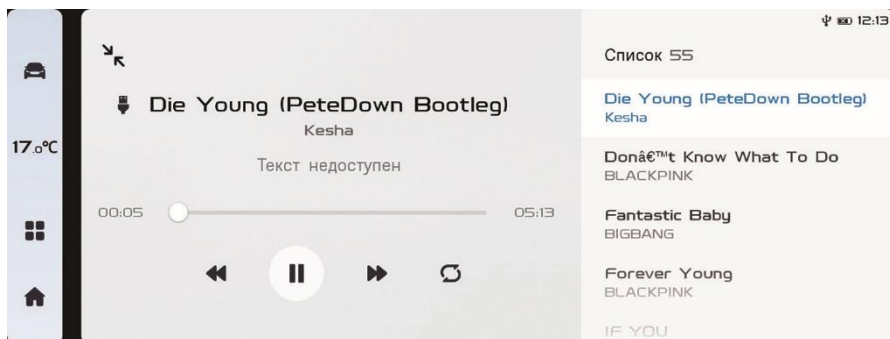 12:13
17.0°C
Die Young (PeteDown Bootleg)
Kesha
Текст недоступен
00:05
05:13
Список 55
Die Young (PeteDown Bootleg)
Kesha
Donâ€™t Know What To Do
BLACKPINK
Fantastic Baby
BIGBANG
Forever Young
BLACKPINK
IF YOU